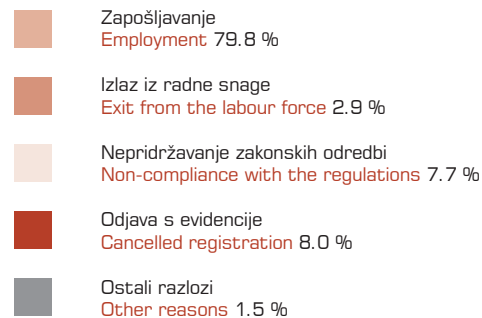 Zapošljavanje
Employment 79.8 %
Izlaz iz radne snage
Exit from the labour force 2.9 %
Nepridržavanje zakonskih odredbi
Non-compliance with the regulations 7.7 %
Odjava s evidencije
Cancelled registration 8.0 %
Ostali razlozi
Other reasons 1.5 %